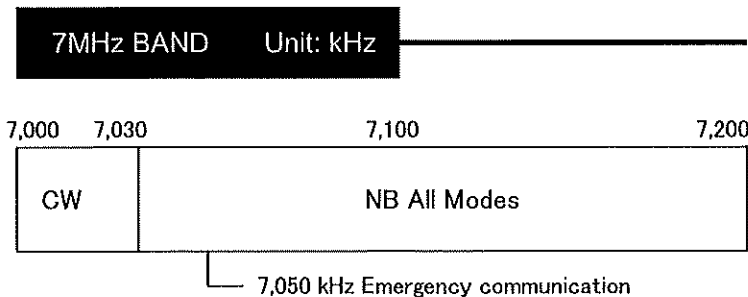 7MHz BAND Unit: kHz
7,000 7,030 7,100 7,200
CW NB All Modes
7,050 kHz Emergency communication